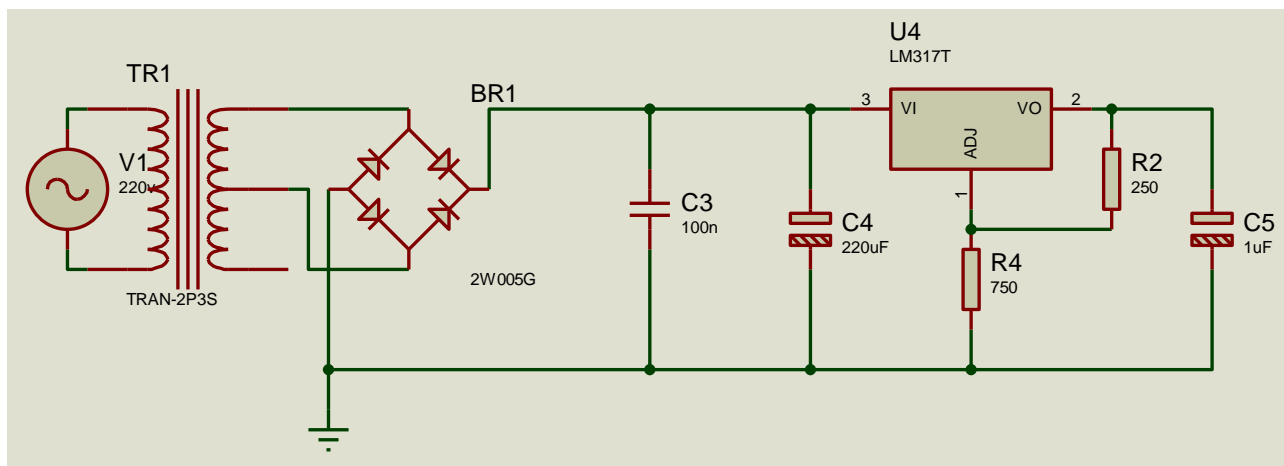 TR1
V1
220v
TRAN-2P3S
BR1
2W005G
C3
100n
C4
220uF
U4
LM317T
3
VI
VO
2
ADJ
1
R2
250
R4
750
C5
1uF